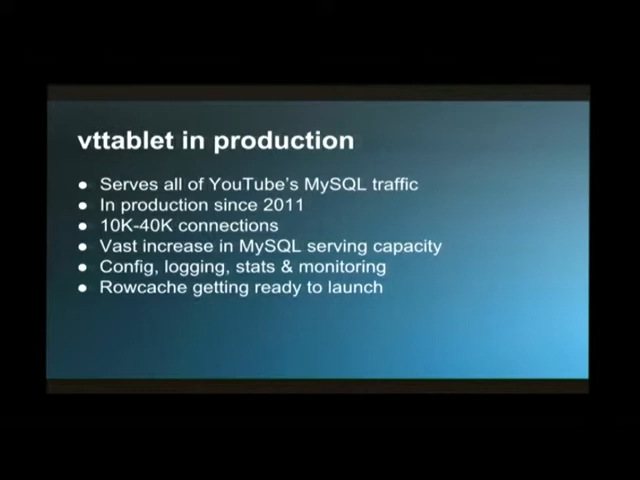 vttablet in production
● Serves all of YouTube's MySQL traffic
● In production since 2011
● 10K-40K connections
● Vast increase in MySQL serving capacity
● Config, logging, stats & monitoring
● Rowcache getting ready to launch